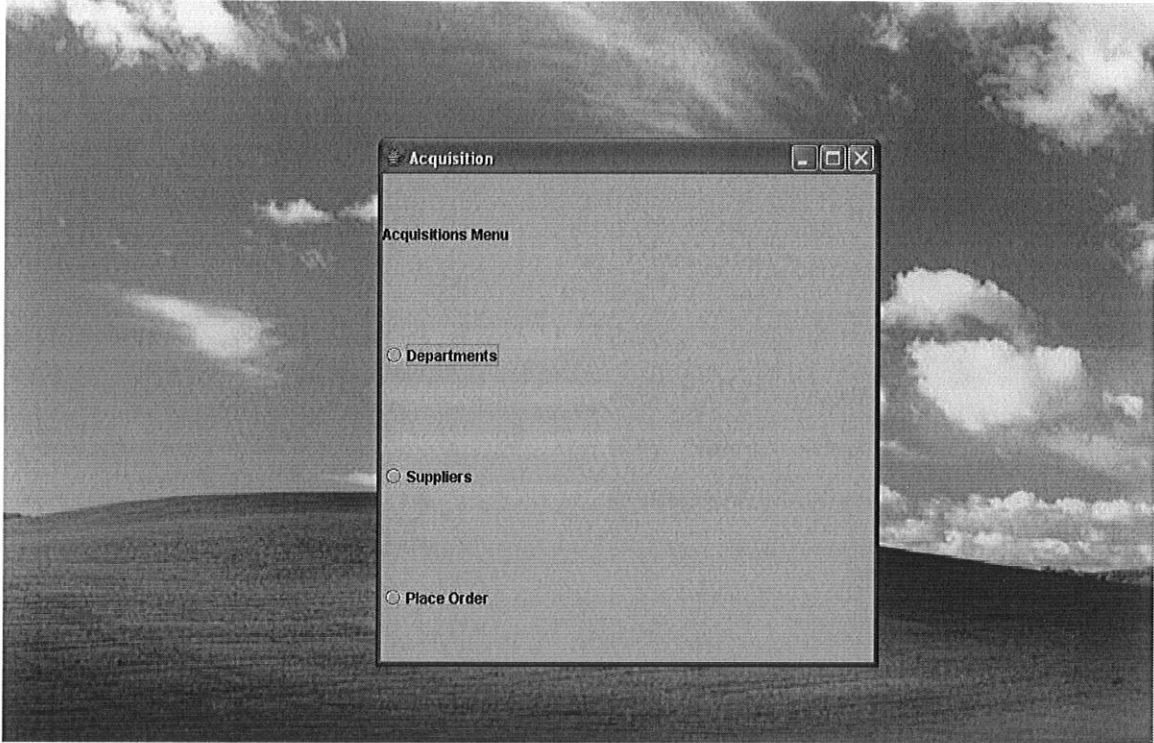 Acquisition
Acquisitions Menu
Departments
Suppliers
Place Order